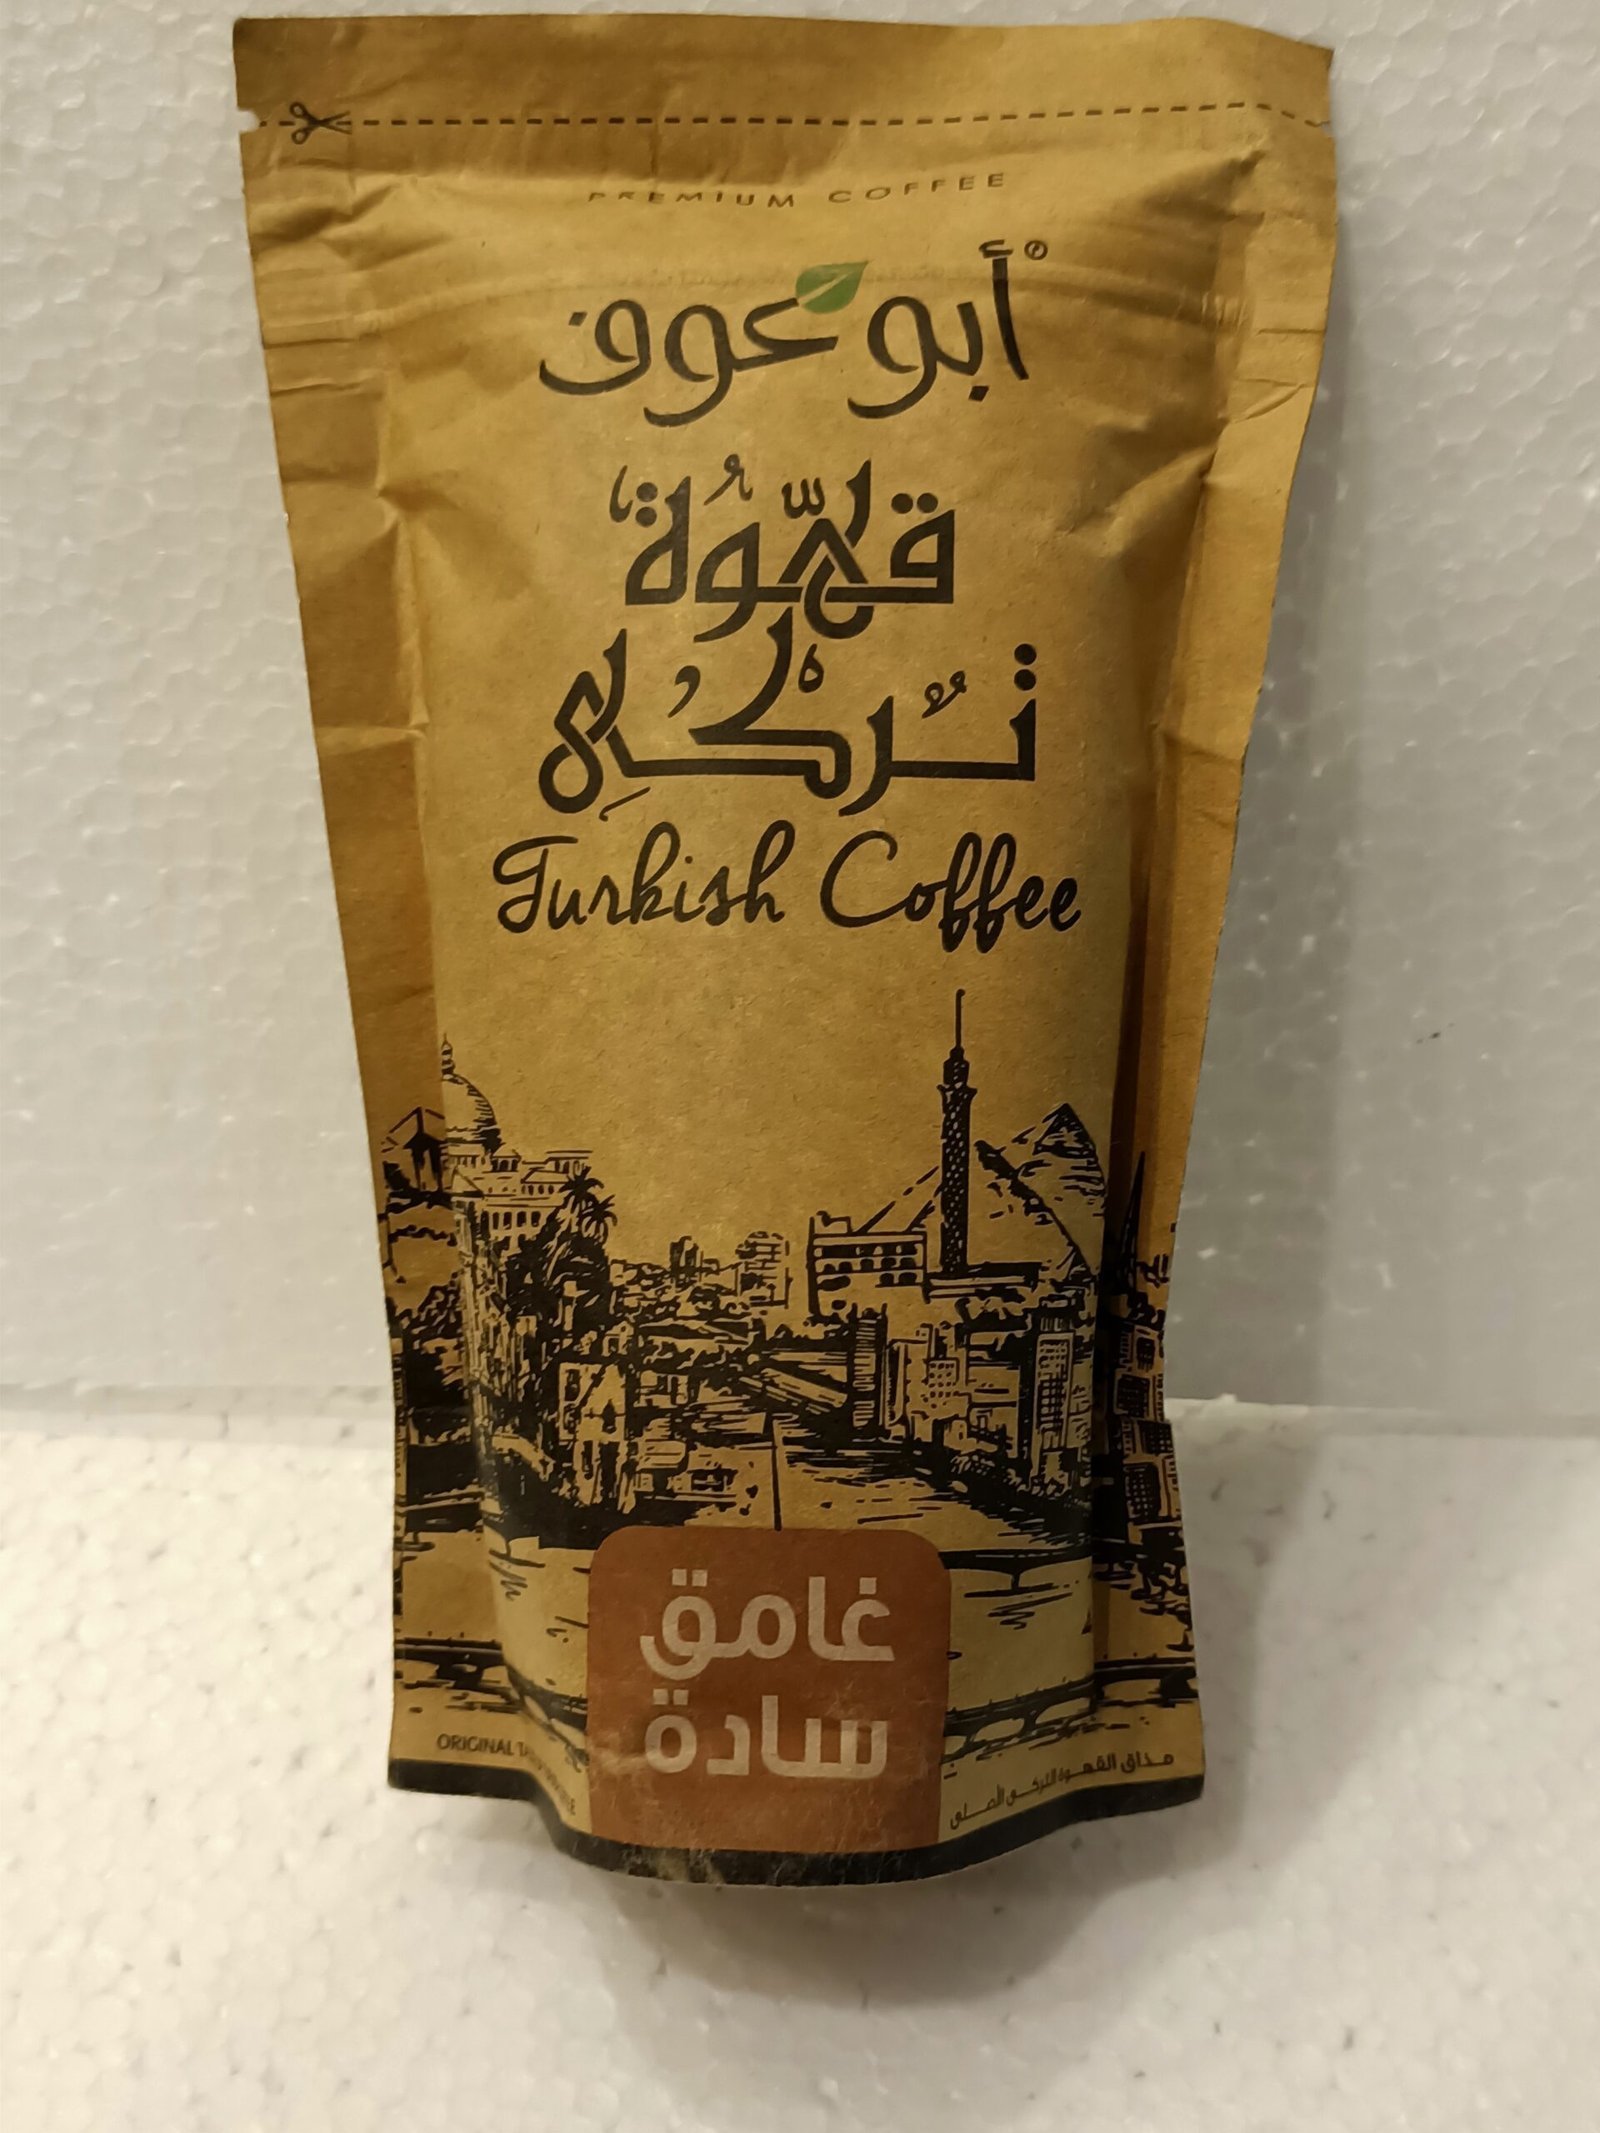 PREMIUM COFFEE
أبو عوف®
قهوة
تركي
Turkish Coffee
غامق
سادة
ORIGINAL
مذاق القهوة التركي الأصلي